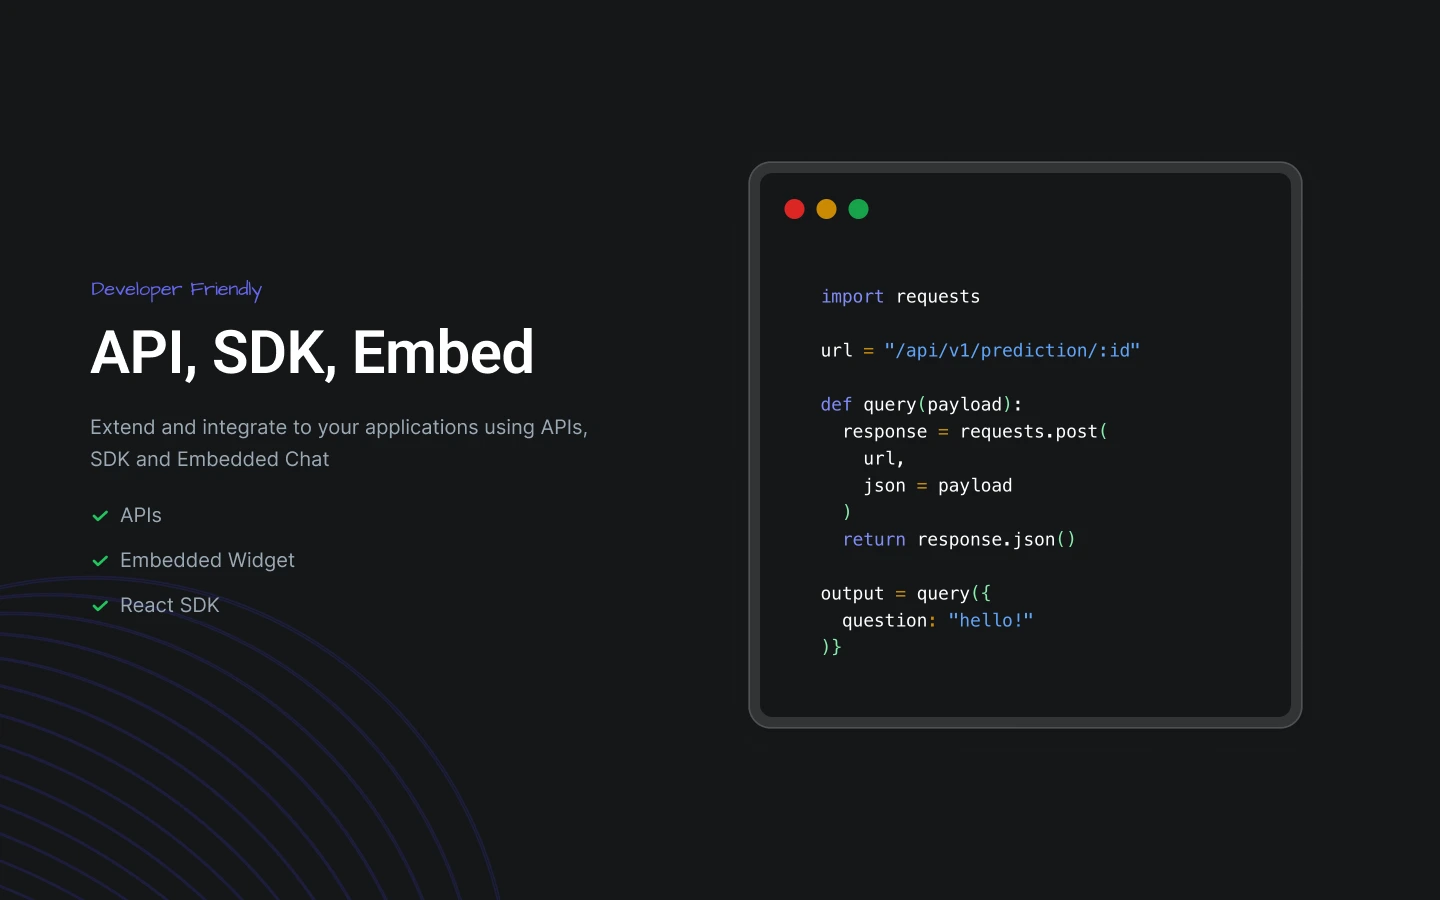 Developer Friendly
API, SDK, Embed
Extend and integrate to your applications using APIs,
SDK and Embedded Chat
APIs
Embedded Widget
React SDK
import requests
url = "/api/v1/prediction/:id"
def query(payload):
  response = requests.post(
    url,
    json = payload
  )
  return response.json()
output = query({
  question: "hello!"
)}